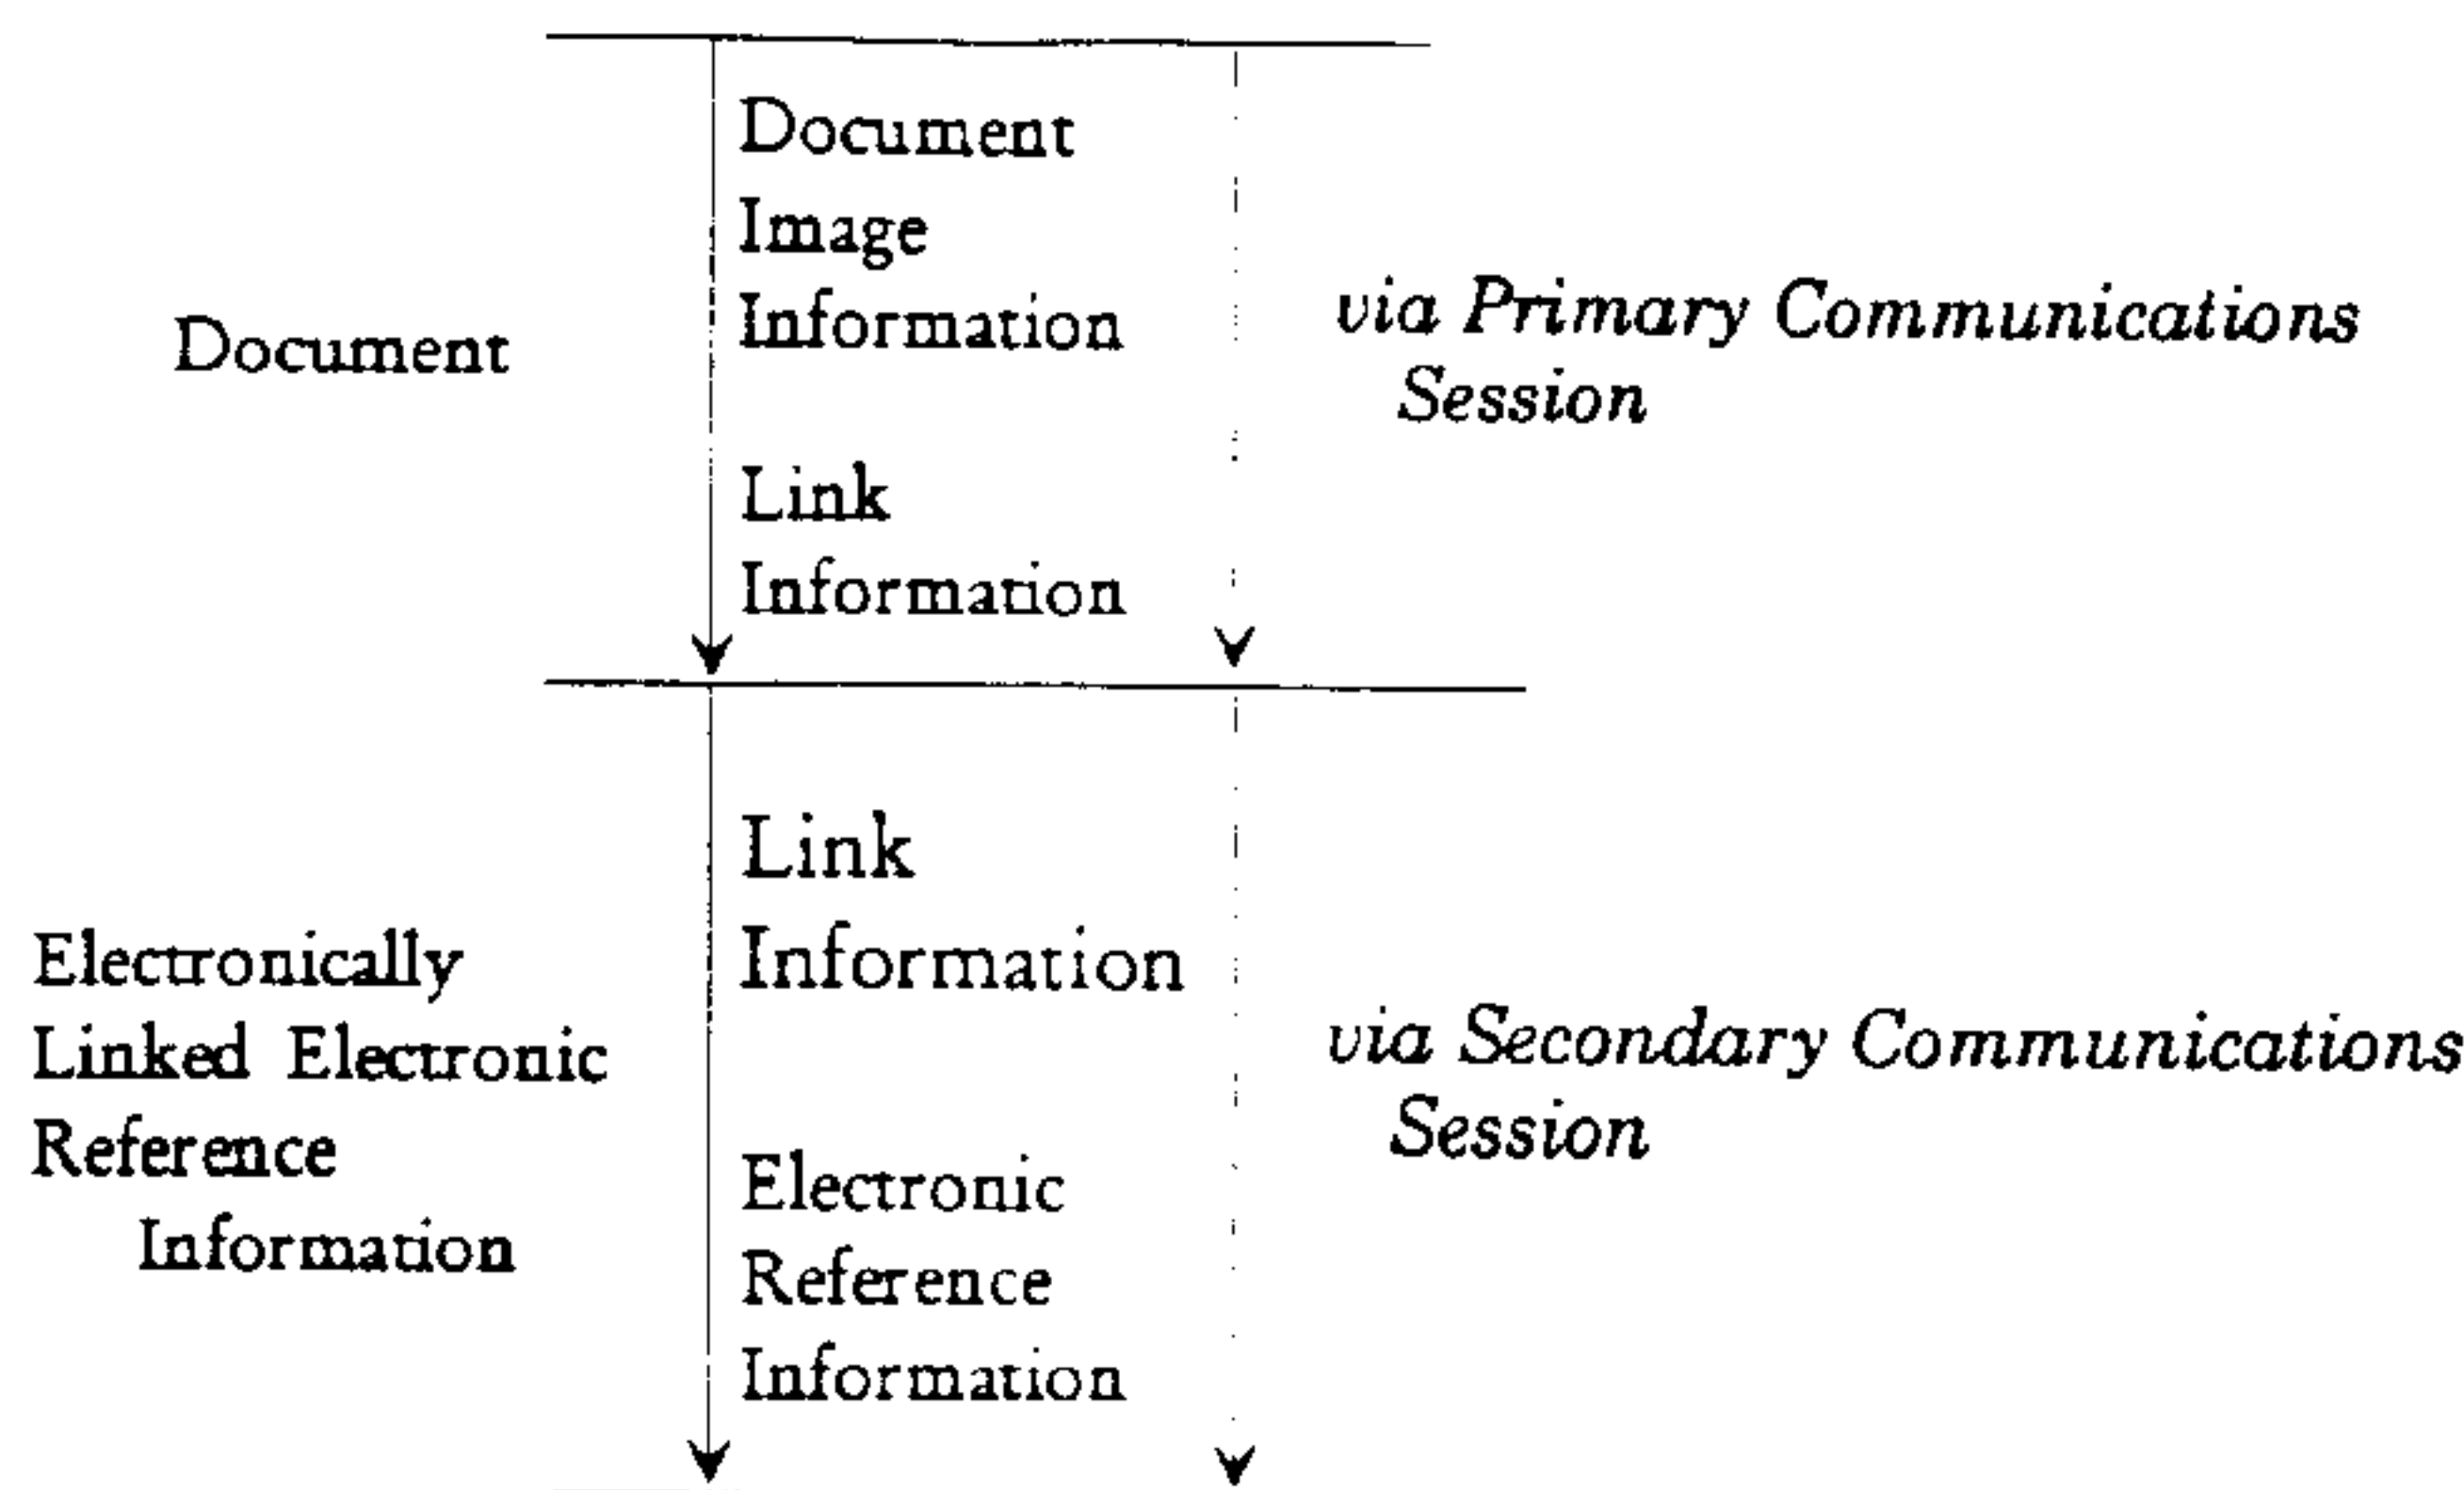 Document
Document
Image
Information
Link
Information
via Primary Communications
Session
Electronically
Linked Electronic
Reference
Information
Link
Information
Electronic
Reference
Information
via Secondary Communications
Session